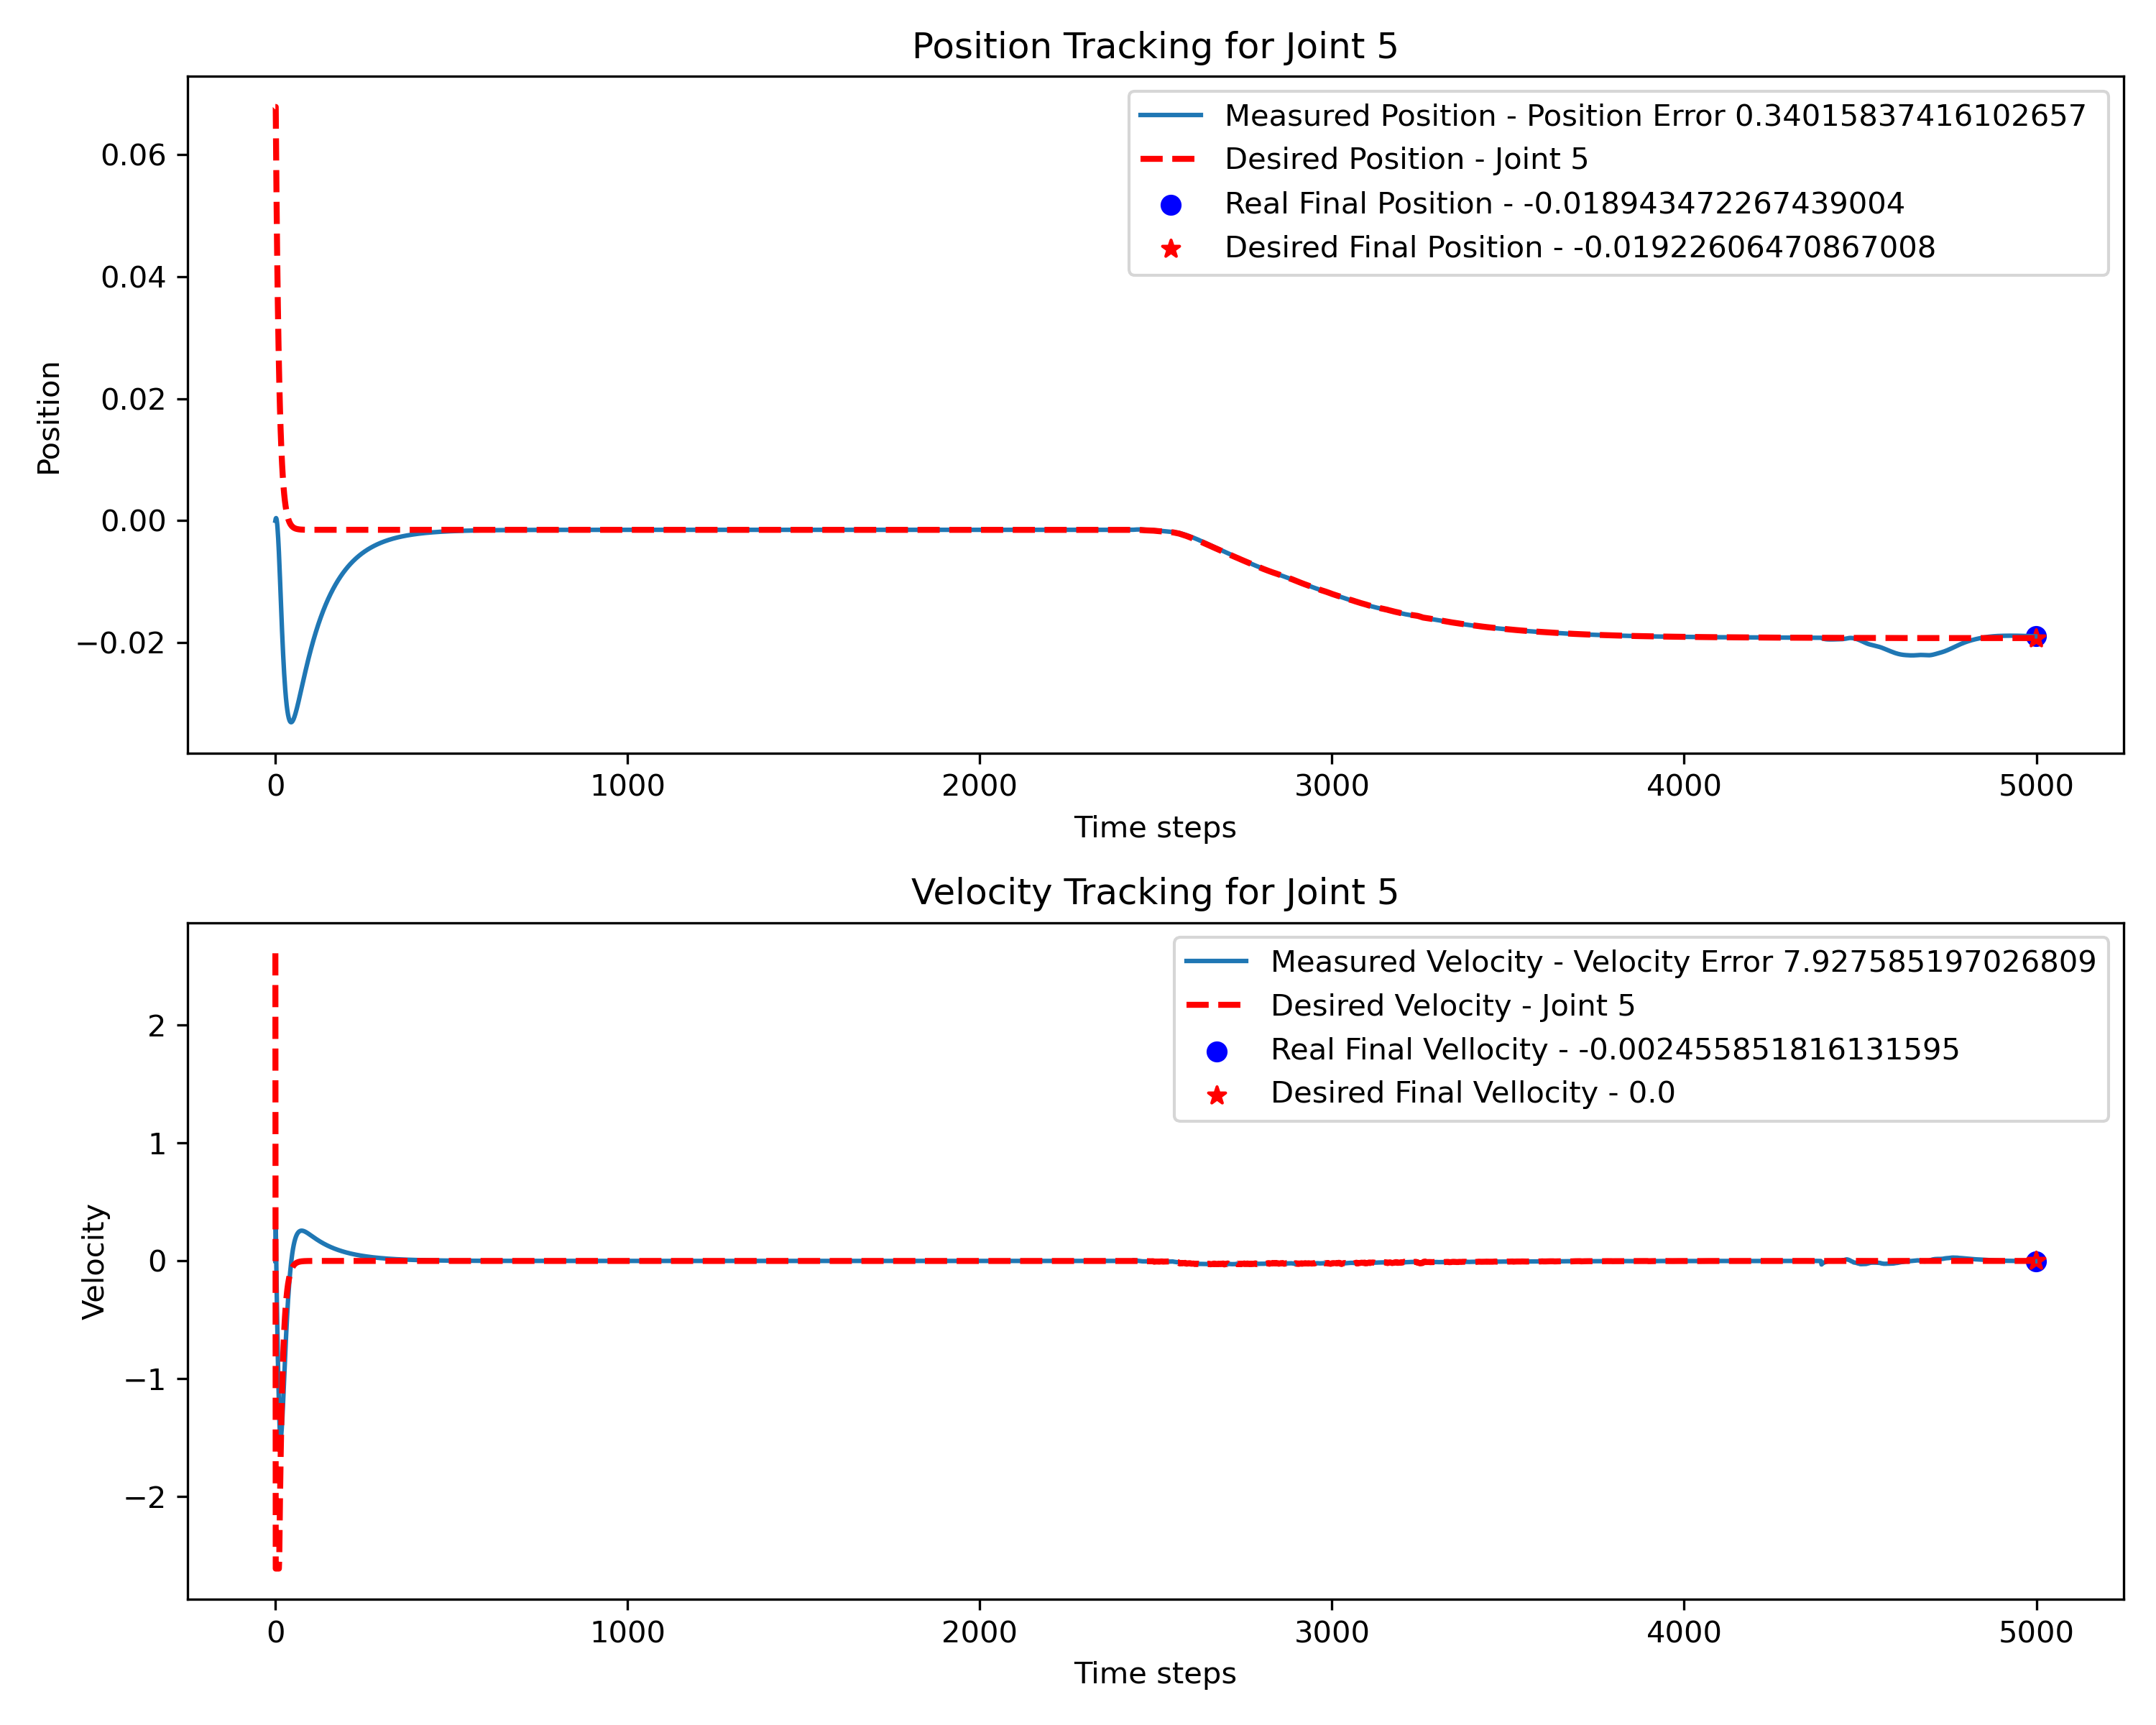 Position Tracking for Joint 5
Measured Position - Position Error 0.34015837416102657
Desired Position - Joint 5
Real Final Position - -0.018943472267439004
Desired Final Position - -0.01922606470867008
Position
0.06
0.04
0.02
0.00
−0.02
0 1000 2000 3000 4000 5000
Time steps
Velocity Tracking for Joint 5
Measured Velocity - Velocity Error 7.927585197026809
Desired Velocity - Joint 5
Real Final Vellocity - -0.002455851816131595
Desired Final Vellocity - 0.0
Velocity
2
1
0
−1
−2
0 1000 2000 3000 4000 5000
Time steps